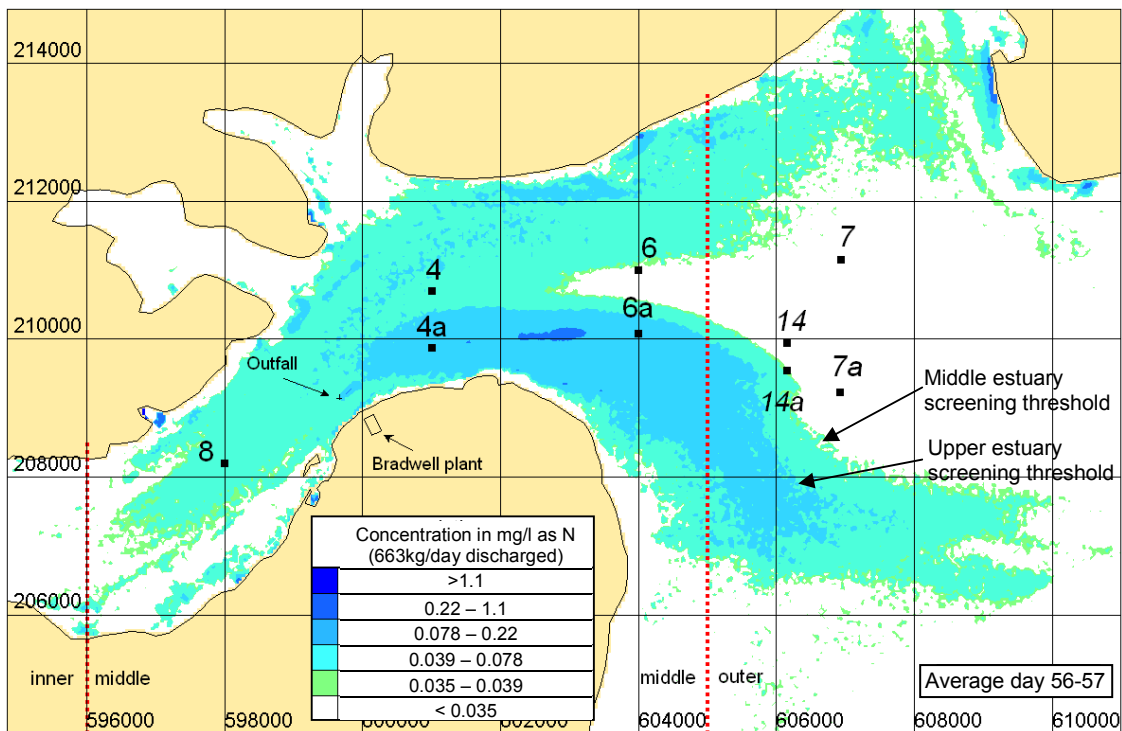 214000
212000
210000
208000
206000
7
6
4
6a
14
4a
7a
Outfall
14a
Middle estuary
screening threshold
8
Bradwell plant
Upper estuary
screening threshold
Concentration in mg/l as N
(663kg/day discharged)
>1.1
0.22 – 1.1
0.078 – 0.22
0.039 – 0.078
0.035 – 0.039
< 0.035
inner
middle
middle
outer
Average day 56-57
596000
598000
600000
602000
604000
606000
608000
610000